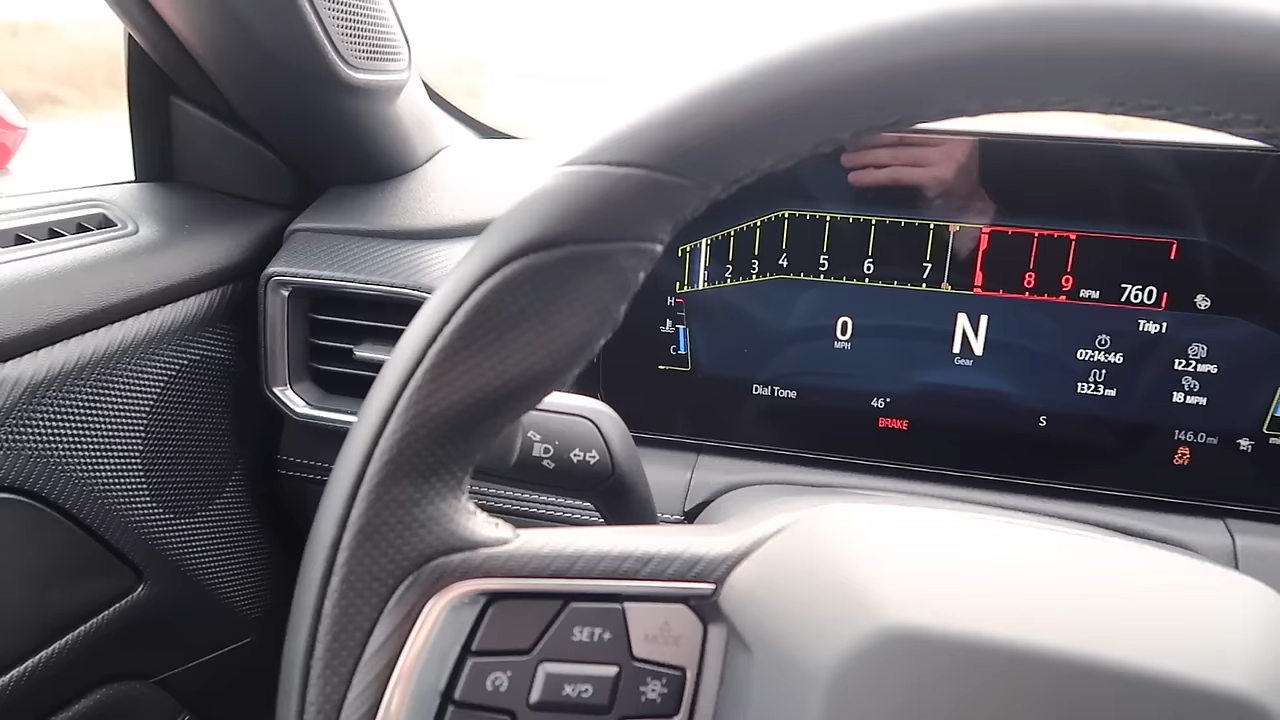 1 2 3 4 5 6 7 8 9 RPM 760
H
C
0
MPH
N
Gear
Trip 1
07:14:46
12.2 MPG
132.3 mi
18 MPH
Dial Tone
46°
BRAKE
S
146.0 mi
OFF
SET+
MODE